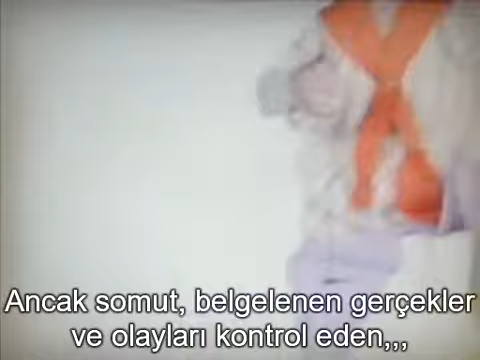 Ancak somut, belgelenen gerçekler
ve olayları kontrol eden,,,